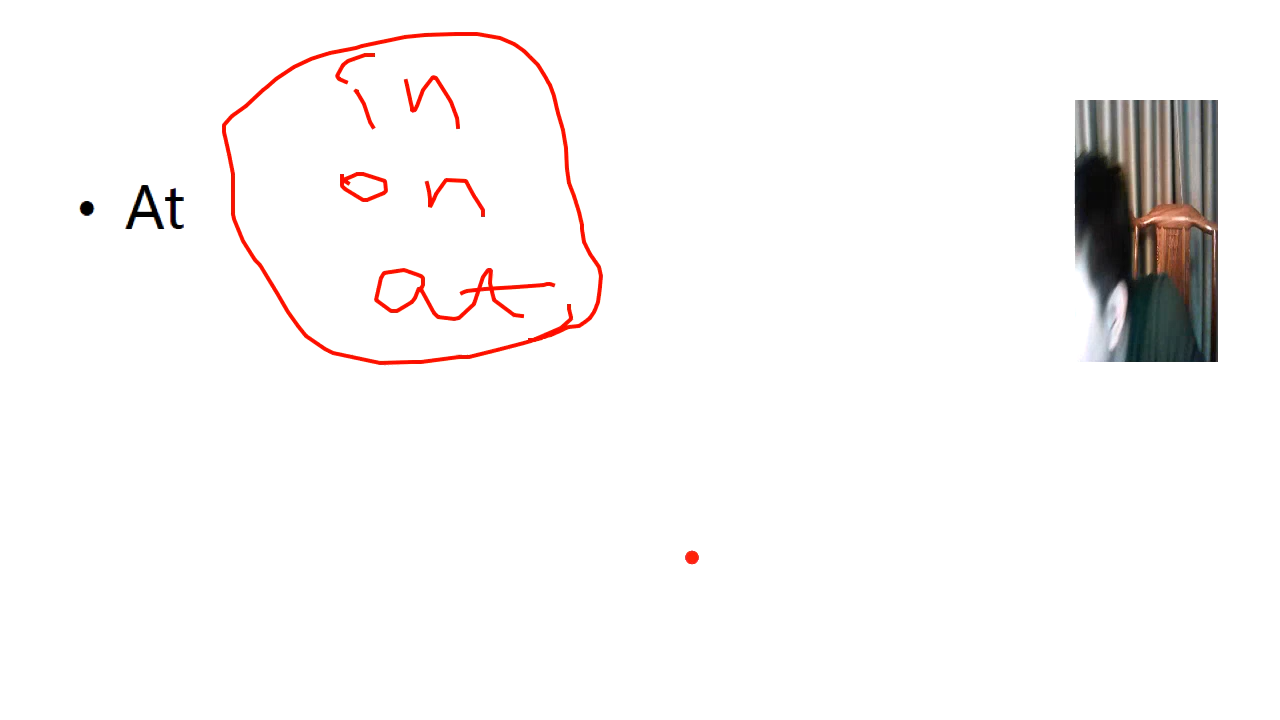 in
on
• At
at